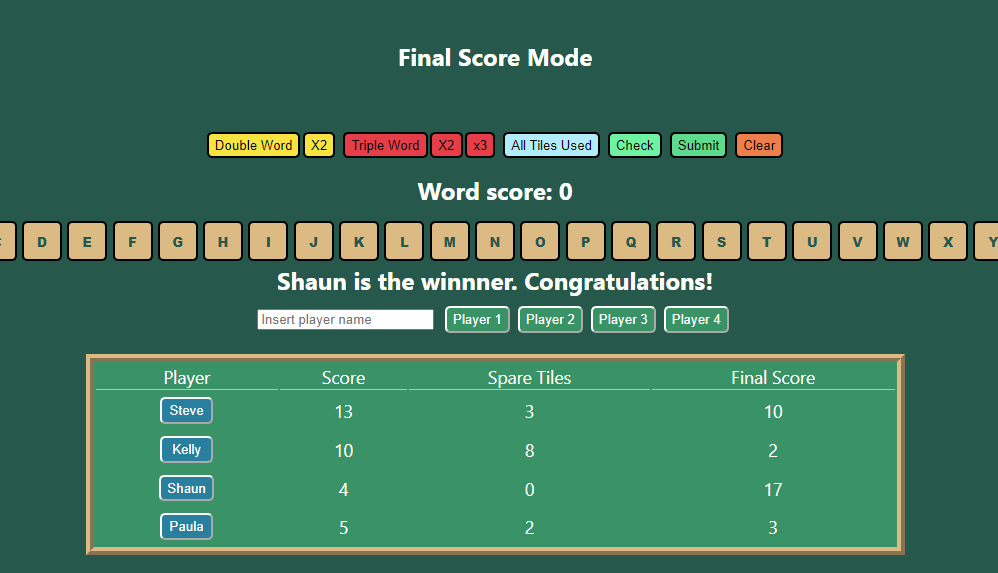 Final Score Mode
Double Word X2 Triple Word X2 x3 All Tiles Used Check Submit Clear
Word score: 0
D E F G H I J K L M N O P Q R S T U V W X Y
Shaun is the winnner. Congratulations!
Insert player name Player 1 Player 2 Player 3 Player 4
Player Score Spare Tiles Final Score
Steve 13 3 10
Kelly 10 8 2
Shaun 4 0 17
Paula 5 2 3